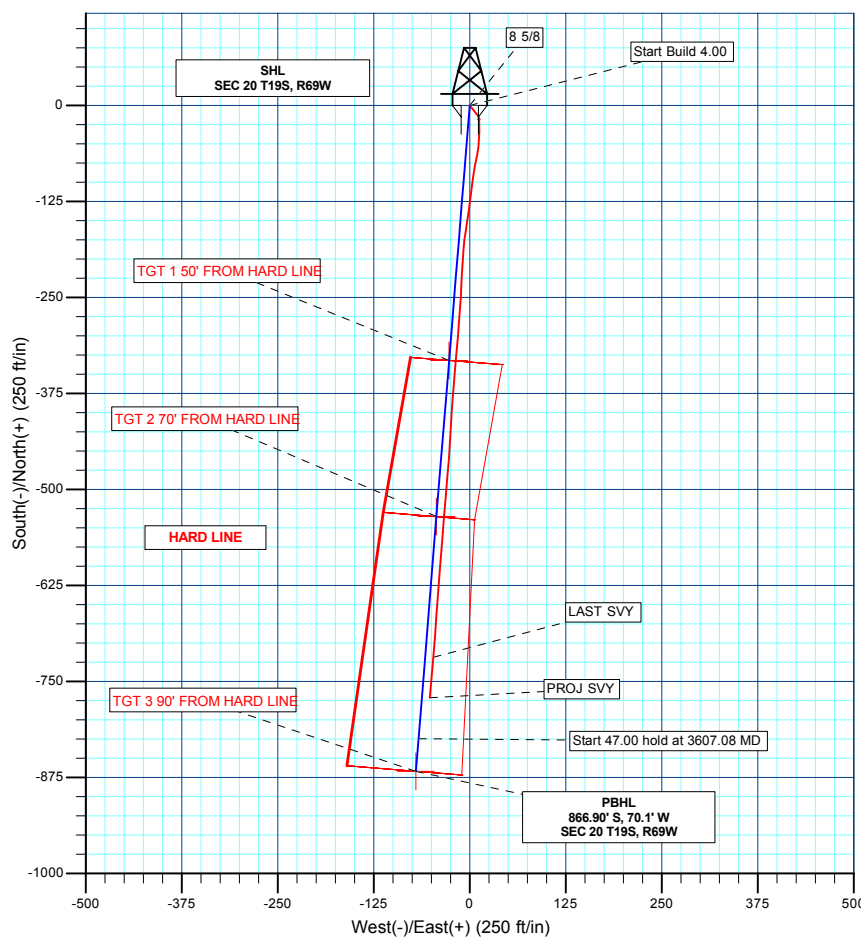 8 5/8
Start Build 4.00
SHL
SEC 20 T19S, R69W
0
-125
-250
-375
-500
-625
-750
-875
-1000
South(-)/North(+) (250 ft/in)
TGT 1 50' FROM HARD LINE
TGT 2 70' FROM HARD LINE
HARD LINE
LAST SVY
PROJ SVY
TGT 3 90' FROM HARD LINE
Start 47.00 hold at 3607.08 MD
PBHL
866.90' S, 70.1' W
SEC 20 T19S, R69W
-500 -375 -250 -125 0 125 250 375 500
West(-)/East(+) (250 ft/in)